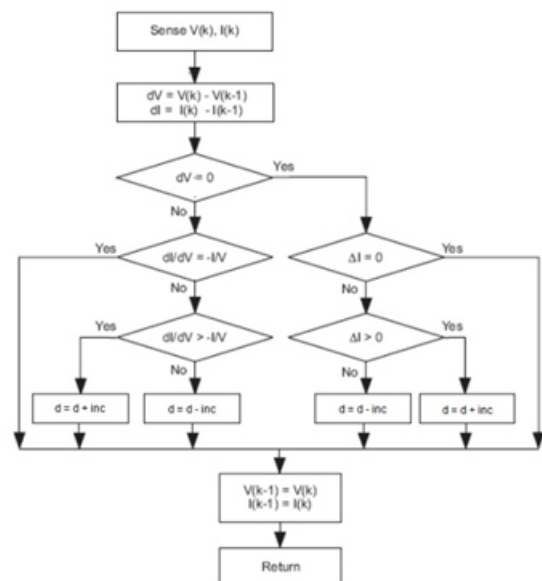 Sense V(k), I(k)
dV = V(k) - V(k-1)
dI = I(k) - I(k-1)
Yes
dV = 0
No
Yes
dI/dV = -I/V
ΔI = 0
Yes
No
No
Yes
dI/dV > -I/V
ΔI > 0
Yes
No
No
d = d + inc
d = d - inc
d = d - inc
d = d + inc
V(k-1) = V(k)
I(k-1) = I(k)
Return